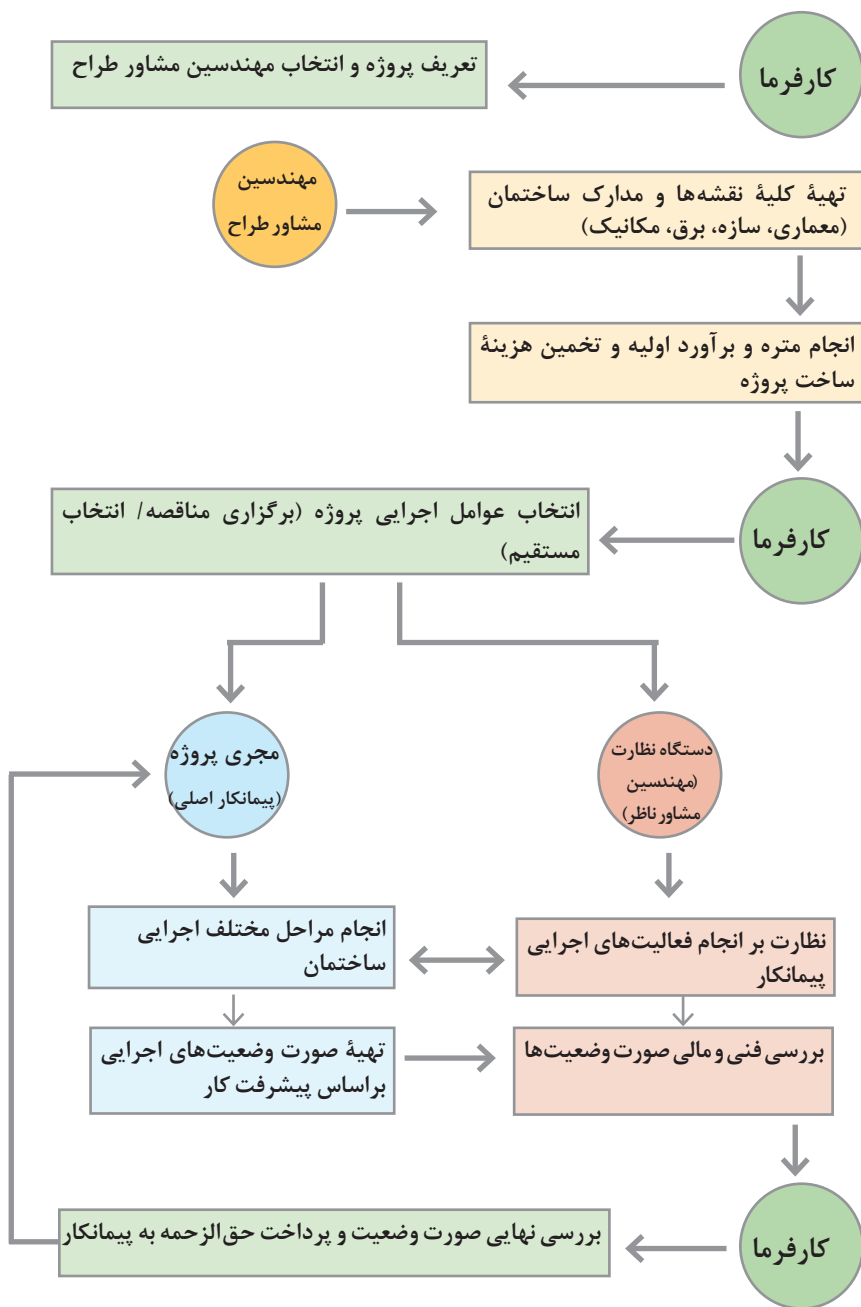 کارفرما
تعریف پروژه و انتخاب مهندسین مشاور طراح
مهندسین
مشاور طراح
تهیهٔ کلیهٔ نقشه‌ها و مدارک ساختمان
(معماری، سازه، برق، مکانیک)
انجام متره و برآورد اولیه و تخمین هزینهٔ
ساخت پروژه
کارفرما
انتخاب عوامل اجرایی پروژه (برگزاری مناقصه/ انتخاب
مستقیم)
دستگاه نظارت
(مهندسین
مشاور ناظر)
مجری پروژه
(پیمانکار اصلی)
نظارت بر انجام فعالیت‌های اجرایی
پیمانکار
انجام مراحل مختلف اجرایی
ساختمان
بررسی فنی و مالی صورت وضعیت‌ها
تهیهٔ صورت وضعیت‌های اجرایی
براساس پیشرفت کار
کارفرما
بررسی نهایی صورت وضعیت و پرداخت حق‌الزحمه به پیمانکار